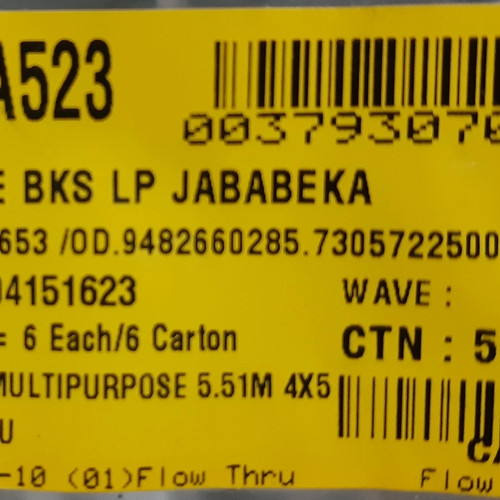 A523
003793070
E BKS LP JABABEKA
653 /OD.9482660285.7305722500
04151623
WAVE :
= 6 Each/6 Carton
CTN : 5
MULTIPURPOSE 5.51M 4X5
U
-10 (01)Flow Thru
Flow